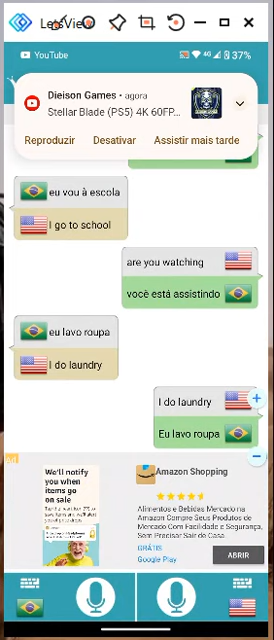 LetsView
YouTube
4G 37%
Dieison Games • agora
Stellar Blade (PS5) 4K 60FP...
Reproduzir Desativar Assistir mais tarde
eu vou à escola
I go to school
are you watching
você está assistindo
eu lavo roupa
I do laundry
I do laundry
Eu lavo roupa
Ad
We'll notify
you when
items go
on sale
Amazon Shopping
Alimentos e Bebidas Mercado na
Amazon Compre Seus Produtos de
Mercado Com Facilidade e Segurança,
Sem Precisar Sair de Casa
GRÁTIS
Google Play
ABRIR